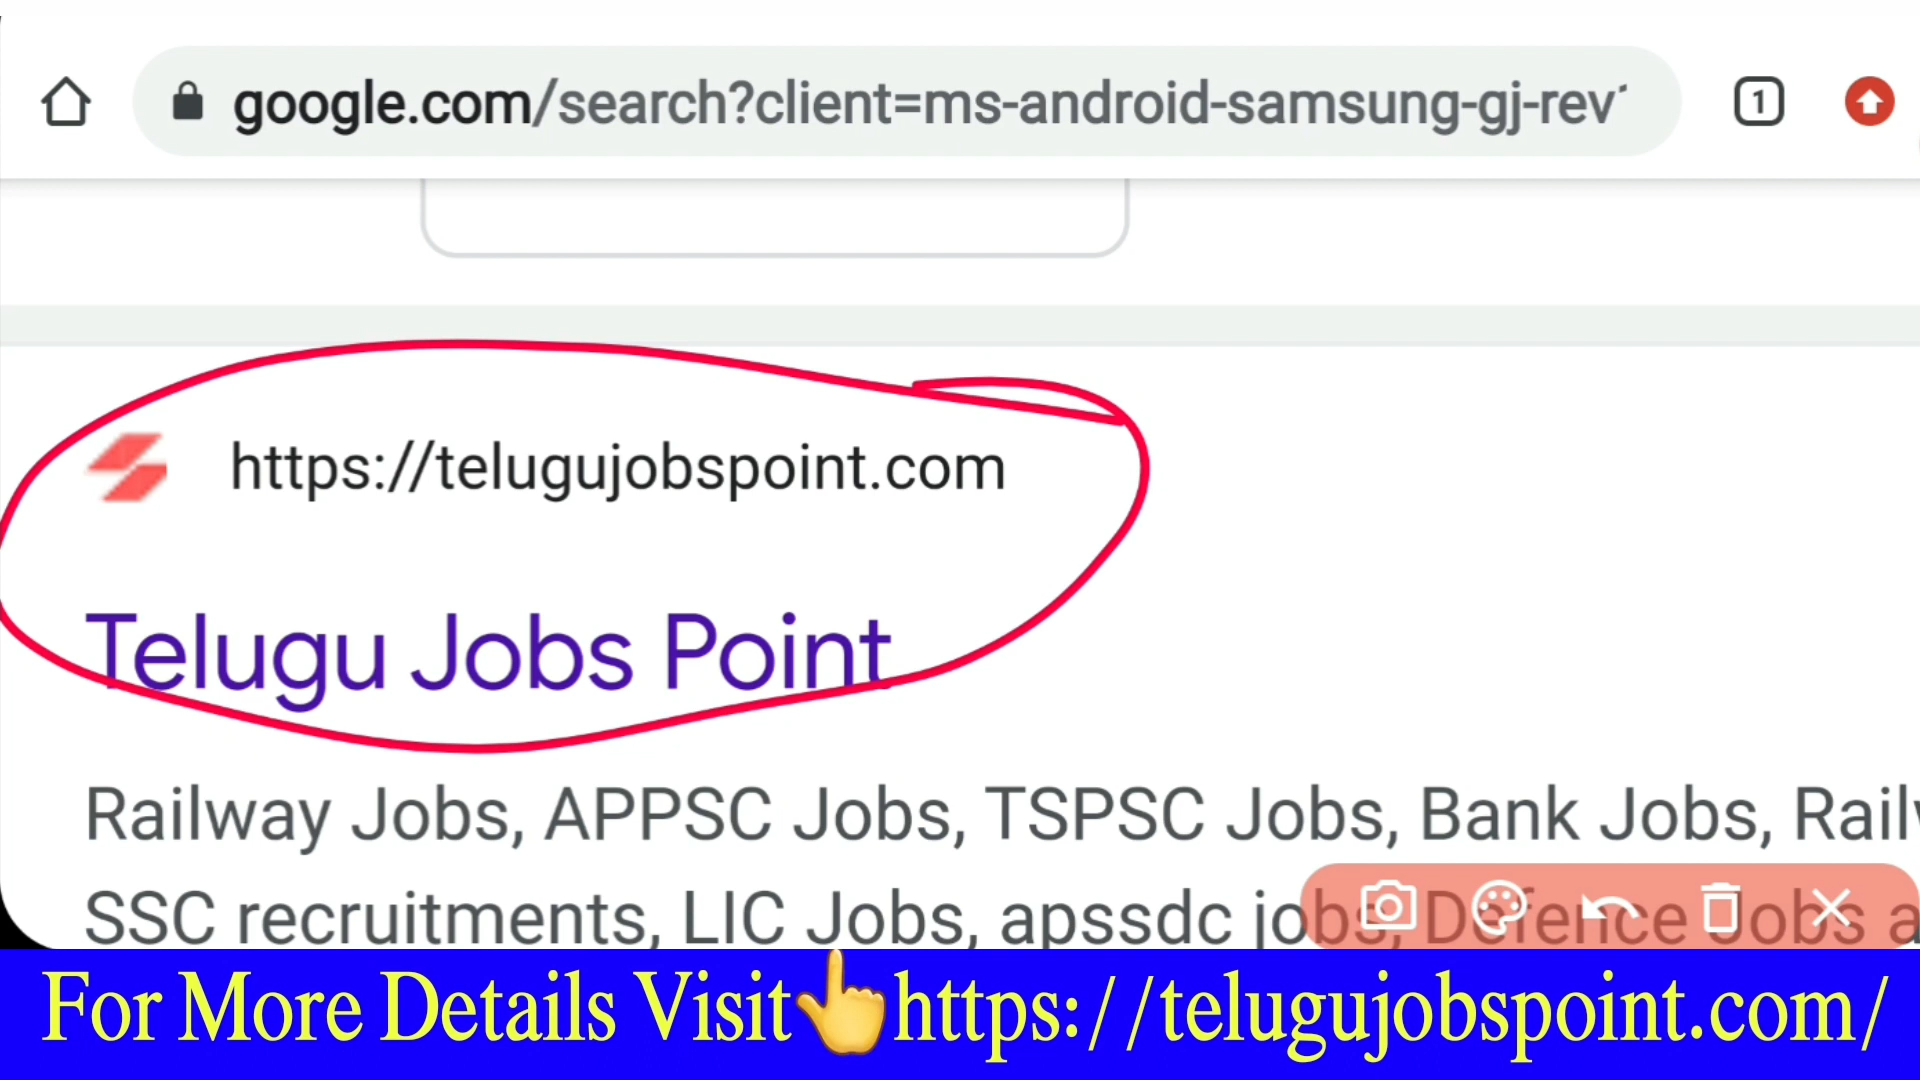 google.com/search?client=ms-android-samsung-gj-rev1
1
https://telugujobspoint.com
Telugu Jobs Point
Railway Jobs, APPSC Jobs, TSPSC Jobs, Bank Jobs,
SSC recruitments, LIC Jobs, apssdc jobs, Defence Jobs a
For More Details Visit👆https://telugujobspoint.com/